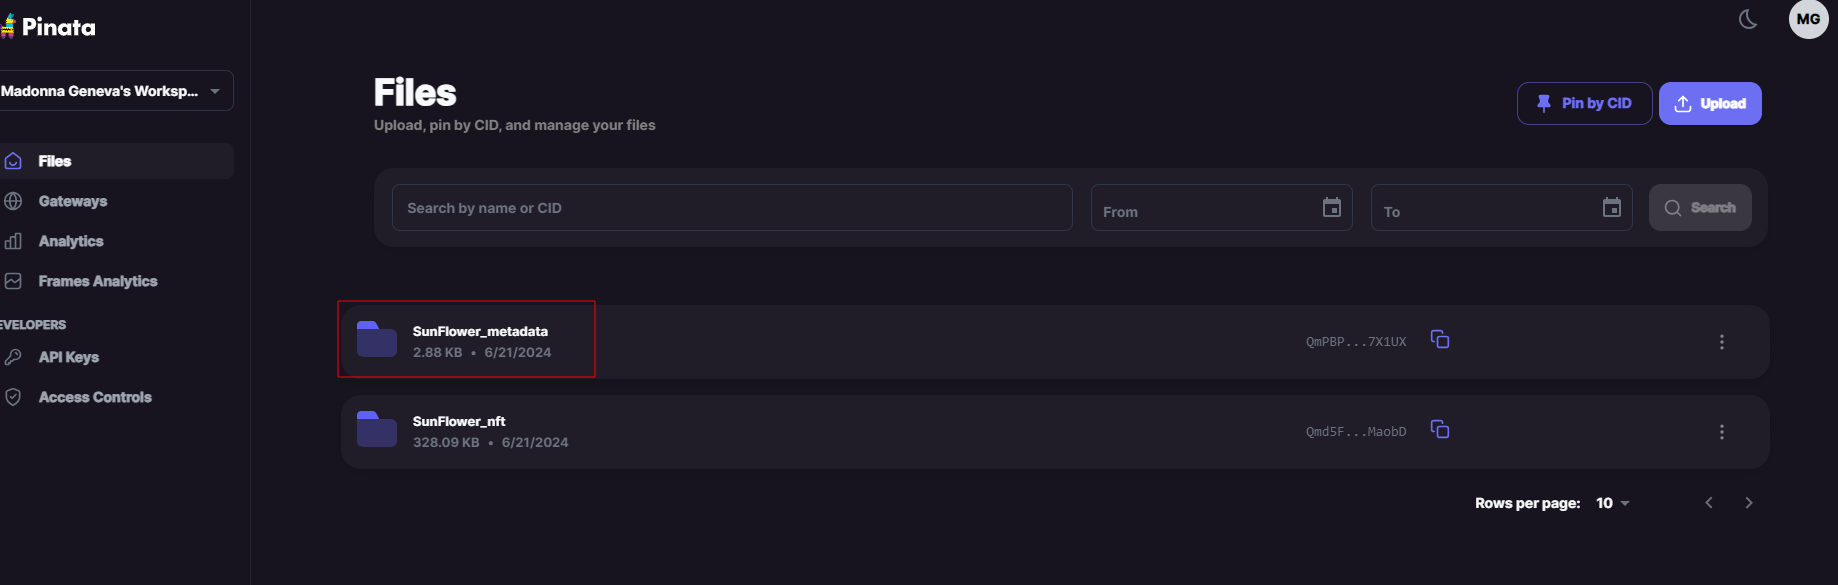 Pinata
MG
Madonna Geneva's Worksp...
Files
Upload, pin by CID, and manage your files
Pin by CID
Upload
Files
Gateways
Analytics
Frames Analytics
EVELOPERS
API Keys
Access Controls
Search by name or CID
From
To
Search
SunFlower_metadata
2.88 KB • 6/21/2024
QmPBP...7X1UX
SunFlower_nft
328.09 KB • 6/21/2024
Qmd5F...MaobD
Rows per page: 10